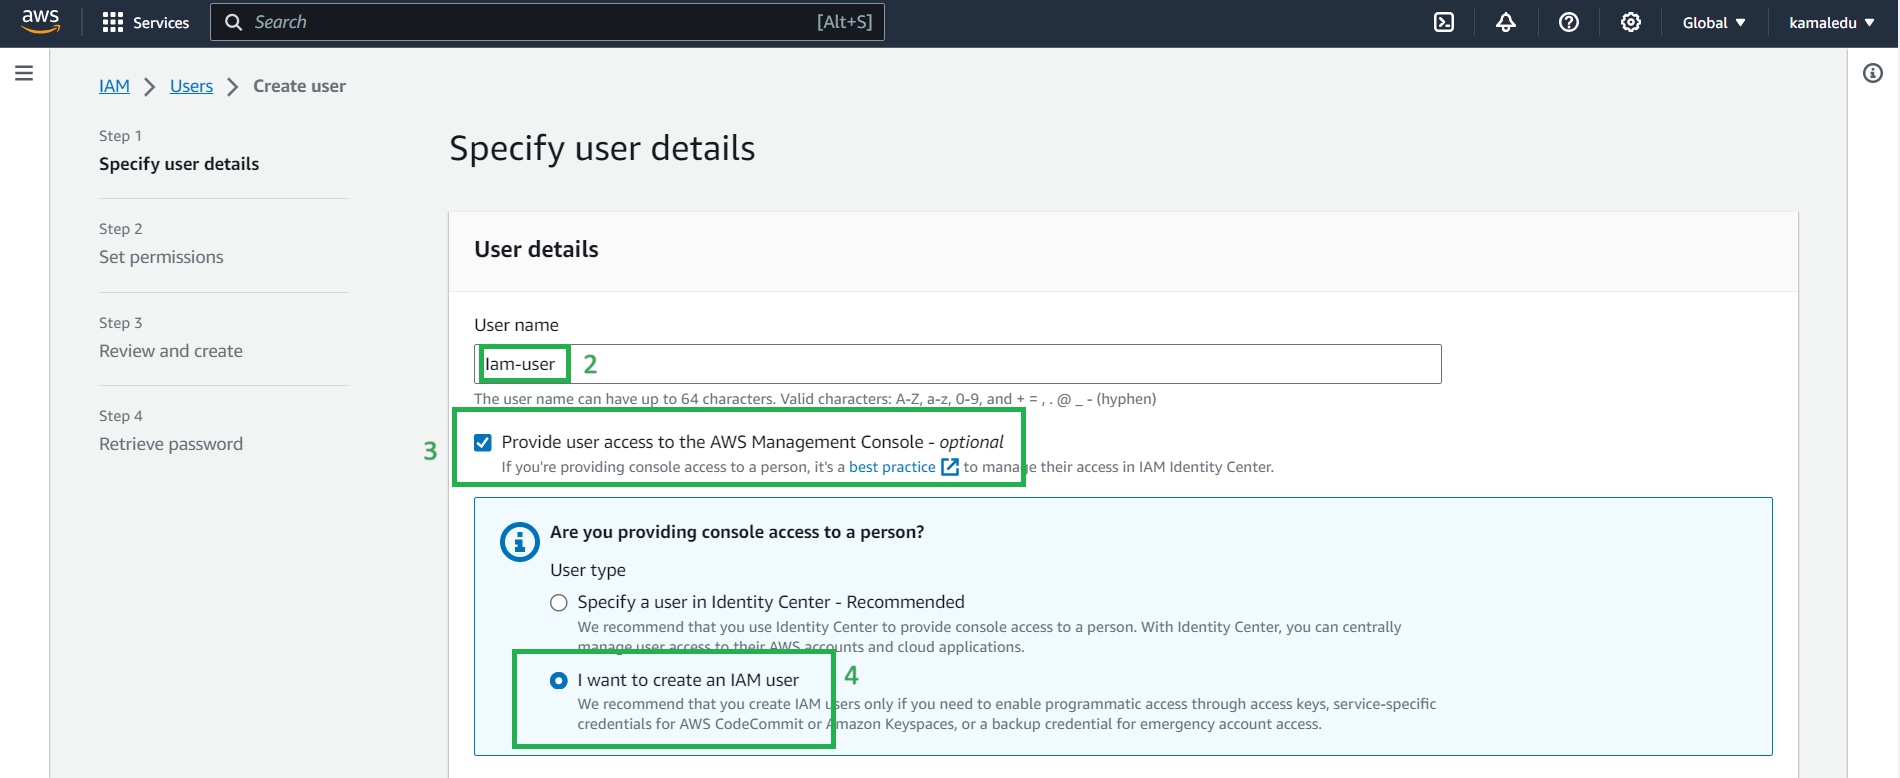 aws
Services
Search
[Alt+S]
Global
kamaledu
IAM > Users > Create user
Step 1
Specify user details
Step 2
Set permissions
Step 3
Review and create
Step 4
Retrieve password
Specify user details
User details
User name
Iam-user 2
The user name can have up to 64 characters. Valid characters: A-Z, a-z, 0-9, and + = , . @ _ - (hyphen)
3
Provide user access to the AWS Management Console - optional
If you're providing console access to a person, it's a best practice to manage their access in IAM Identity Center.
Are you providing console access to a person?
User type
Specify a user in Identity Center - Recommended
We recommend that you use Identity Center to provide console access to a person. With Identity Center, you can centrally
manage user access to their AWS accounts and cloud applications.
I want to create an IAM user 4
We recommend that you create IAM users only if you need to enable programmatic access through access keys, service-specific
credentials for AWS CodeCommit or Amazon Keyspaces, or a backup credential for emergency account access.